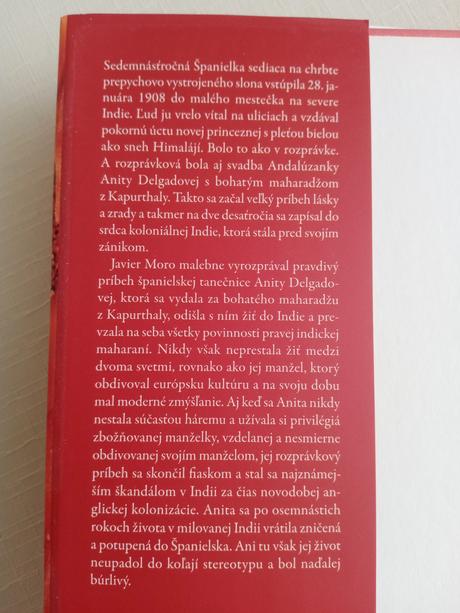 Sedemnásťročná Španielka sediaca na chrbte
prepychovo vystrojeného slona vstúpila 28. ja-
nuára 1908 do malého mestečka na severe
Indie. Ľud ju vrelo vítal na uliciach a vzdával
pokornú úctu novej princeznej s pleťou bielou
ako sneh Himalájí. Bolo to ako v rozprávke.
A rozprávková bola aj svadba Andalúzanky
Anity Delgadovej s bohatým maharadžom
z Kapurthaly. Takto sa začal veľký príbeh lásky
a zrady a takmer na dve desaťročia sa zapísal do
srdca koloniálnej Indie, ktorá stála pred svojím
zánikom.
Javier Moro malebne vyrozprával pravdivý
príbeh španielskej tanečnice Anity Delgado-
vej, ktorá sa vydala za bohatého maharadžu
z Kapurthaly, odišla s ním žiť do Indie a pre-
vzala na seba všetky povinnosti pravej indickej
maharaní. Nikdy však neprestala žiť medzi
dvoma svetmi, rovnako ako jej manžel, ktorý
obdivoval európsku kultúru a na svoju dobu
mal moderné zmýšľanie. Aj keď sa Anita nikdy
nestala súčasťou háremu a užívala si privilégiá
zbožňovanej manželky, vzdelanej a nesmierne
obdivovanej svojím manželom, jej rozprávkový
príbeh sa skončil fiaskom a stal sa najznámej-
ším škandálom v Indii za čias novodobej an-
glickej kolonizácie. Anita sa po osemnástich
rokoch života v milovanej Indii vrátila zničená
a potupená do Španielska. Ani tu však jej život
neupadol do koľají stereotypu a bol naďalej
búrlivý.